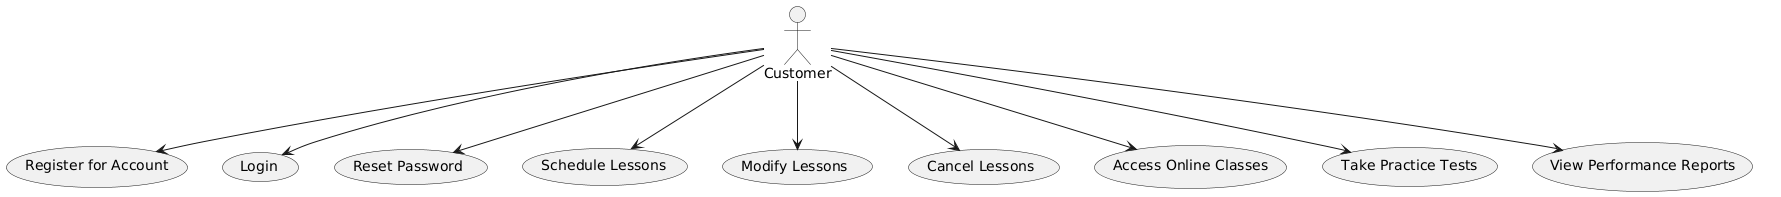 Customer
Register for Account
Login
Reset Password
Schedule Lessons
Modify Lessons
Cancel Lessons
Access Online Classes
Take Practice Tests
View Performance Reports